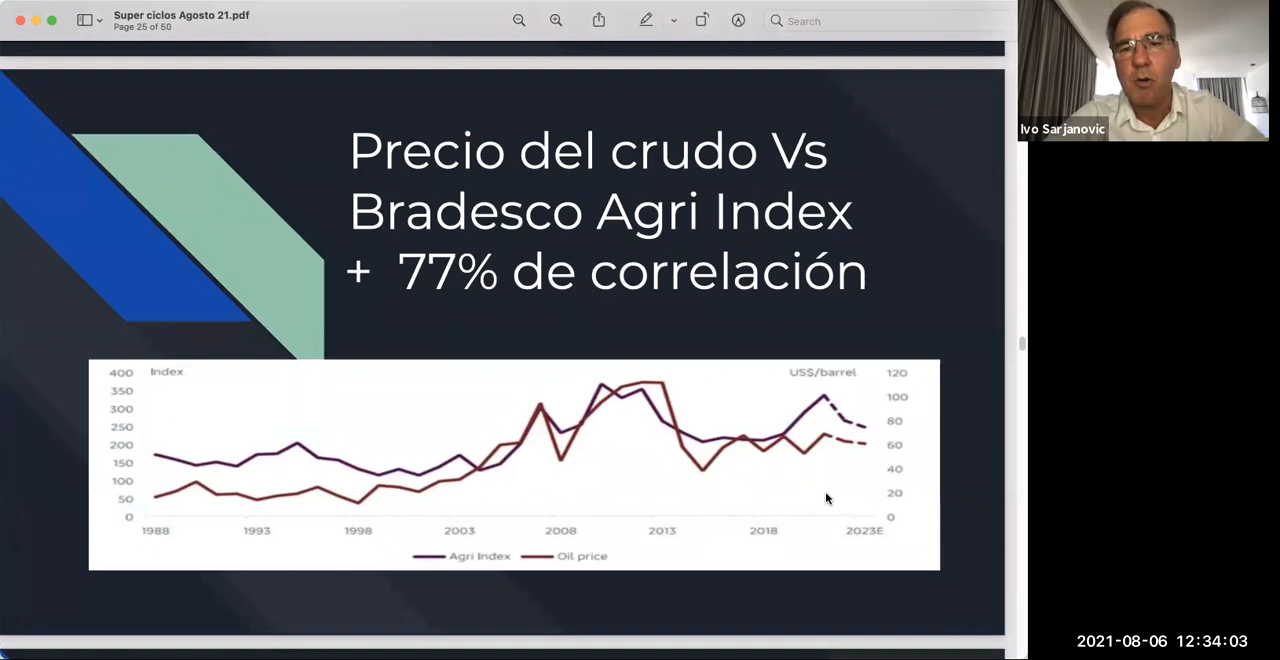 Super ciclos Agosto 21.pdf
Page 25 of 50
Search
Ivo Sarjanovic
Precio del crudo Vs
Bradesco Agri Index
+ 77% de correlación
400 Index US$/barrel 120
350 100
300
250 80
200 60
150 40
100
50 20
0 0
1988 1993 1998 2003 2008 2013 2018 2023E
Agri Index Oil price
2021-08-06 12:34:03